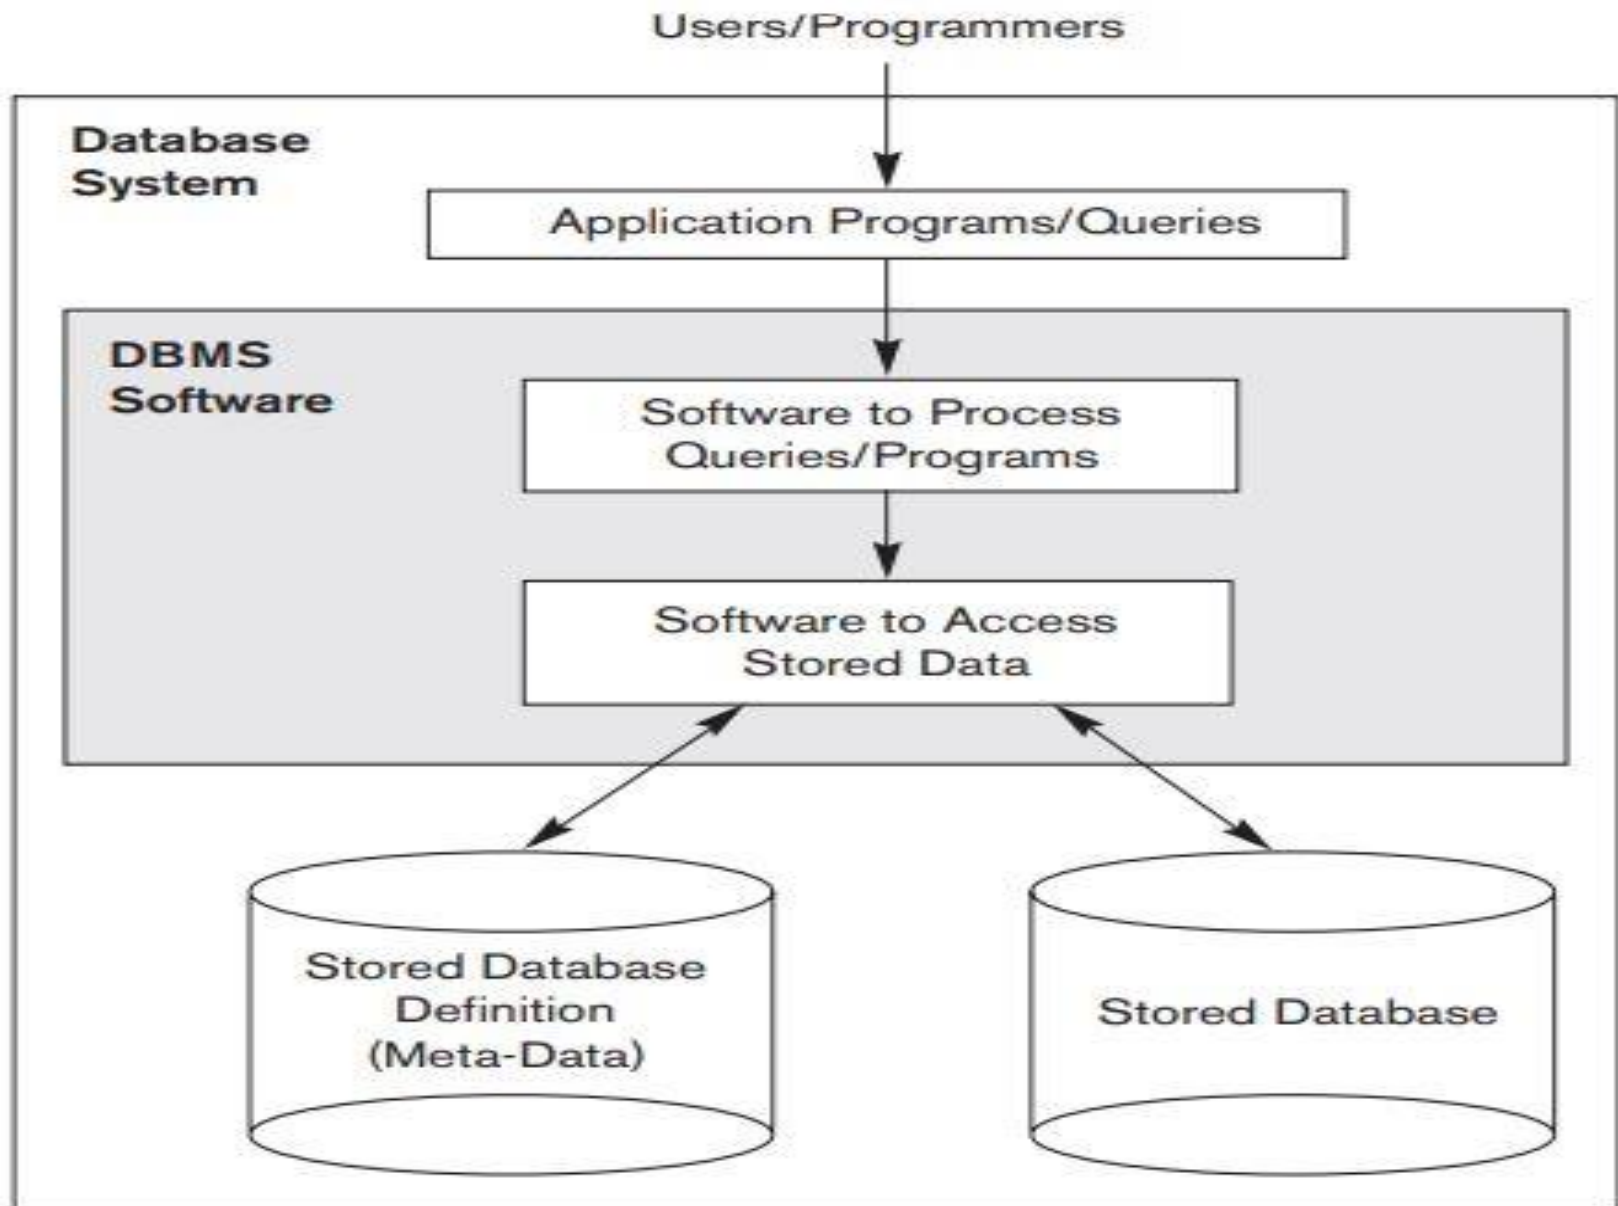 Users/Programmers
Database
System
Application Programs/Queries
DBMS
Software
Software to Process
Queries/Programs
Software to Access
Stored Data
Stored Database
Definition
(Meta-Data)
Stored Database